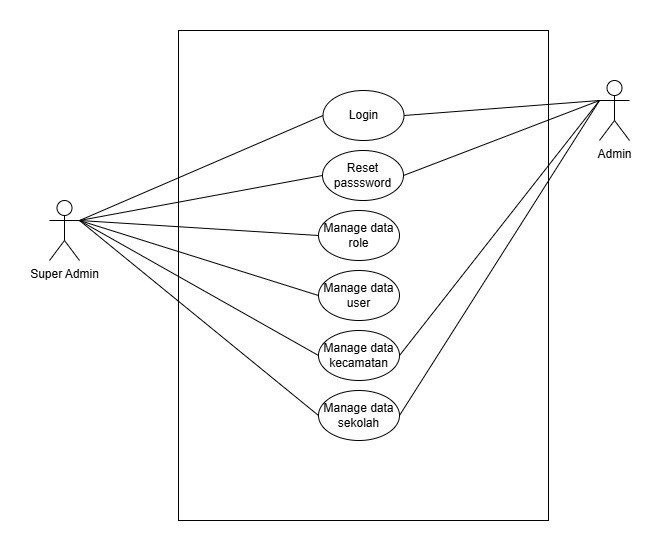 Login
Admin
Reset
passsword
Manage data
role
Super Admin
Manage data
user
Manage data
kecamatan
Manage data
sekolah